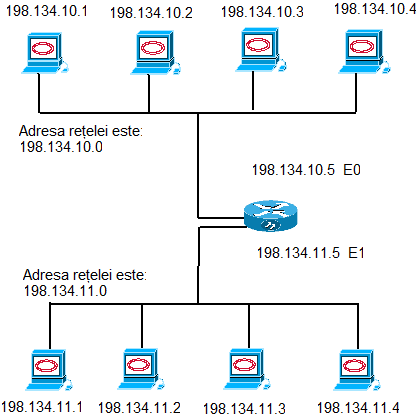 198.134.10.1
198.134.10.2
198.134.10.3
198.134.10.4
Adresa rețelei este:
198.134.10.0
198.134.10.5 E0
198.134.11.5 E1
Adresa rețelei este:
198.134.11.0
198.134.11.1
198.134.11.2
198.134.11.3
198.134.11.4